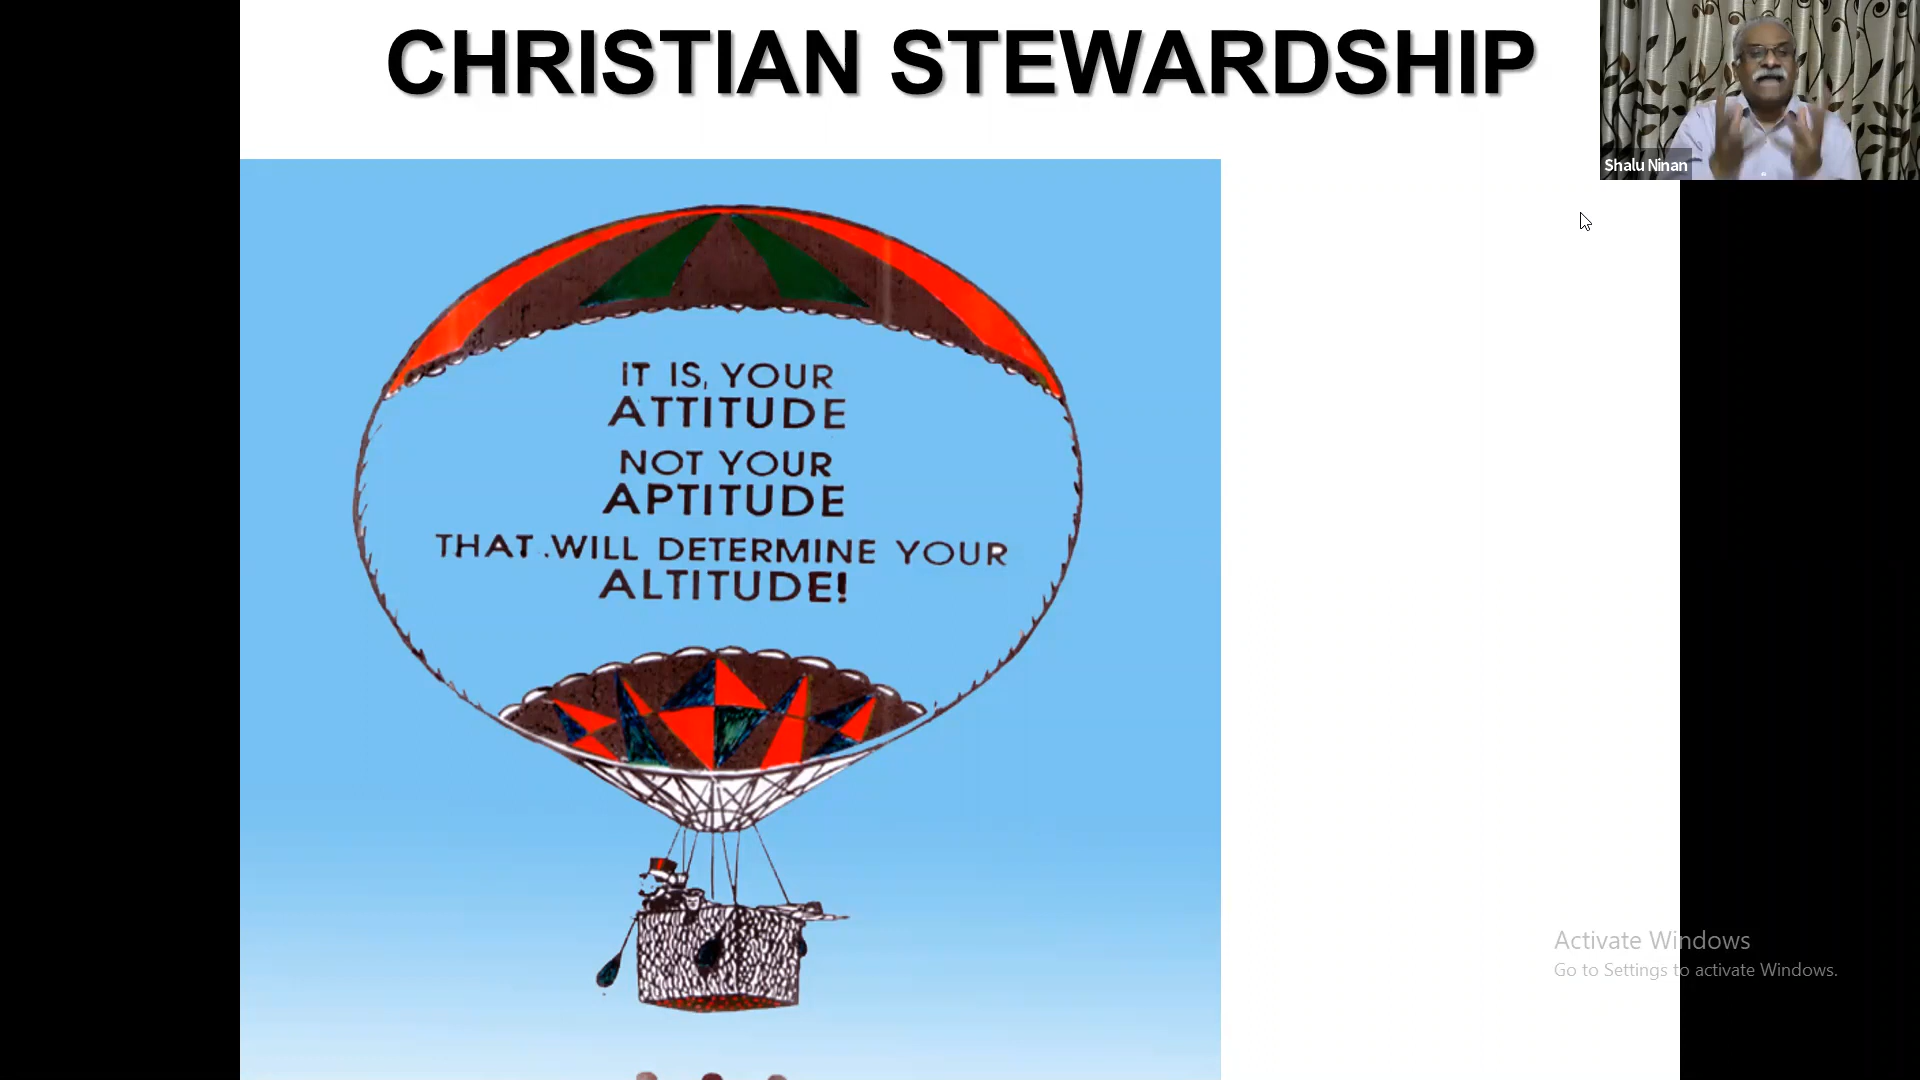 CHRISTIAN STEWARDSHIP
Shalu Ninan
IT IS, YOUR
ATTITUDE
NOT YOUR
APTITUDE
THAT WILL DETERMINE YOUR
ALTITUDE!
Activate Windows
Go to Settings to activate Windows.